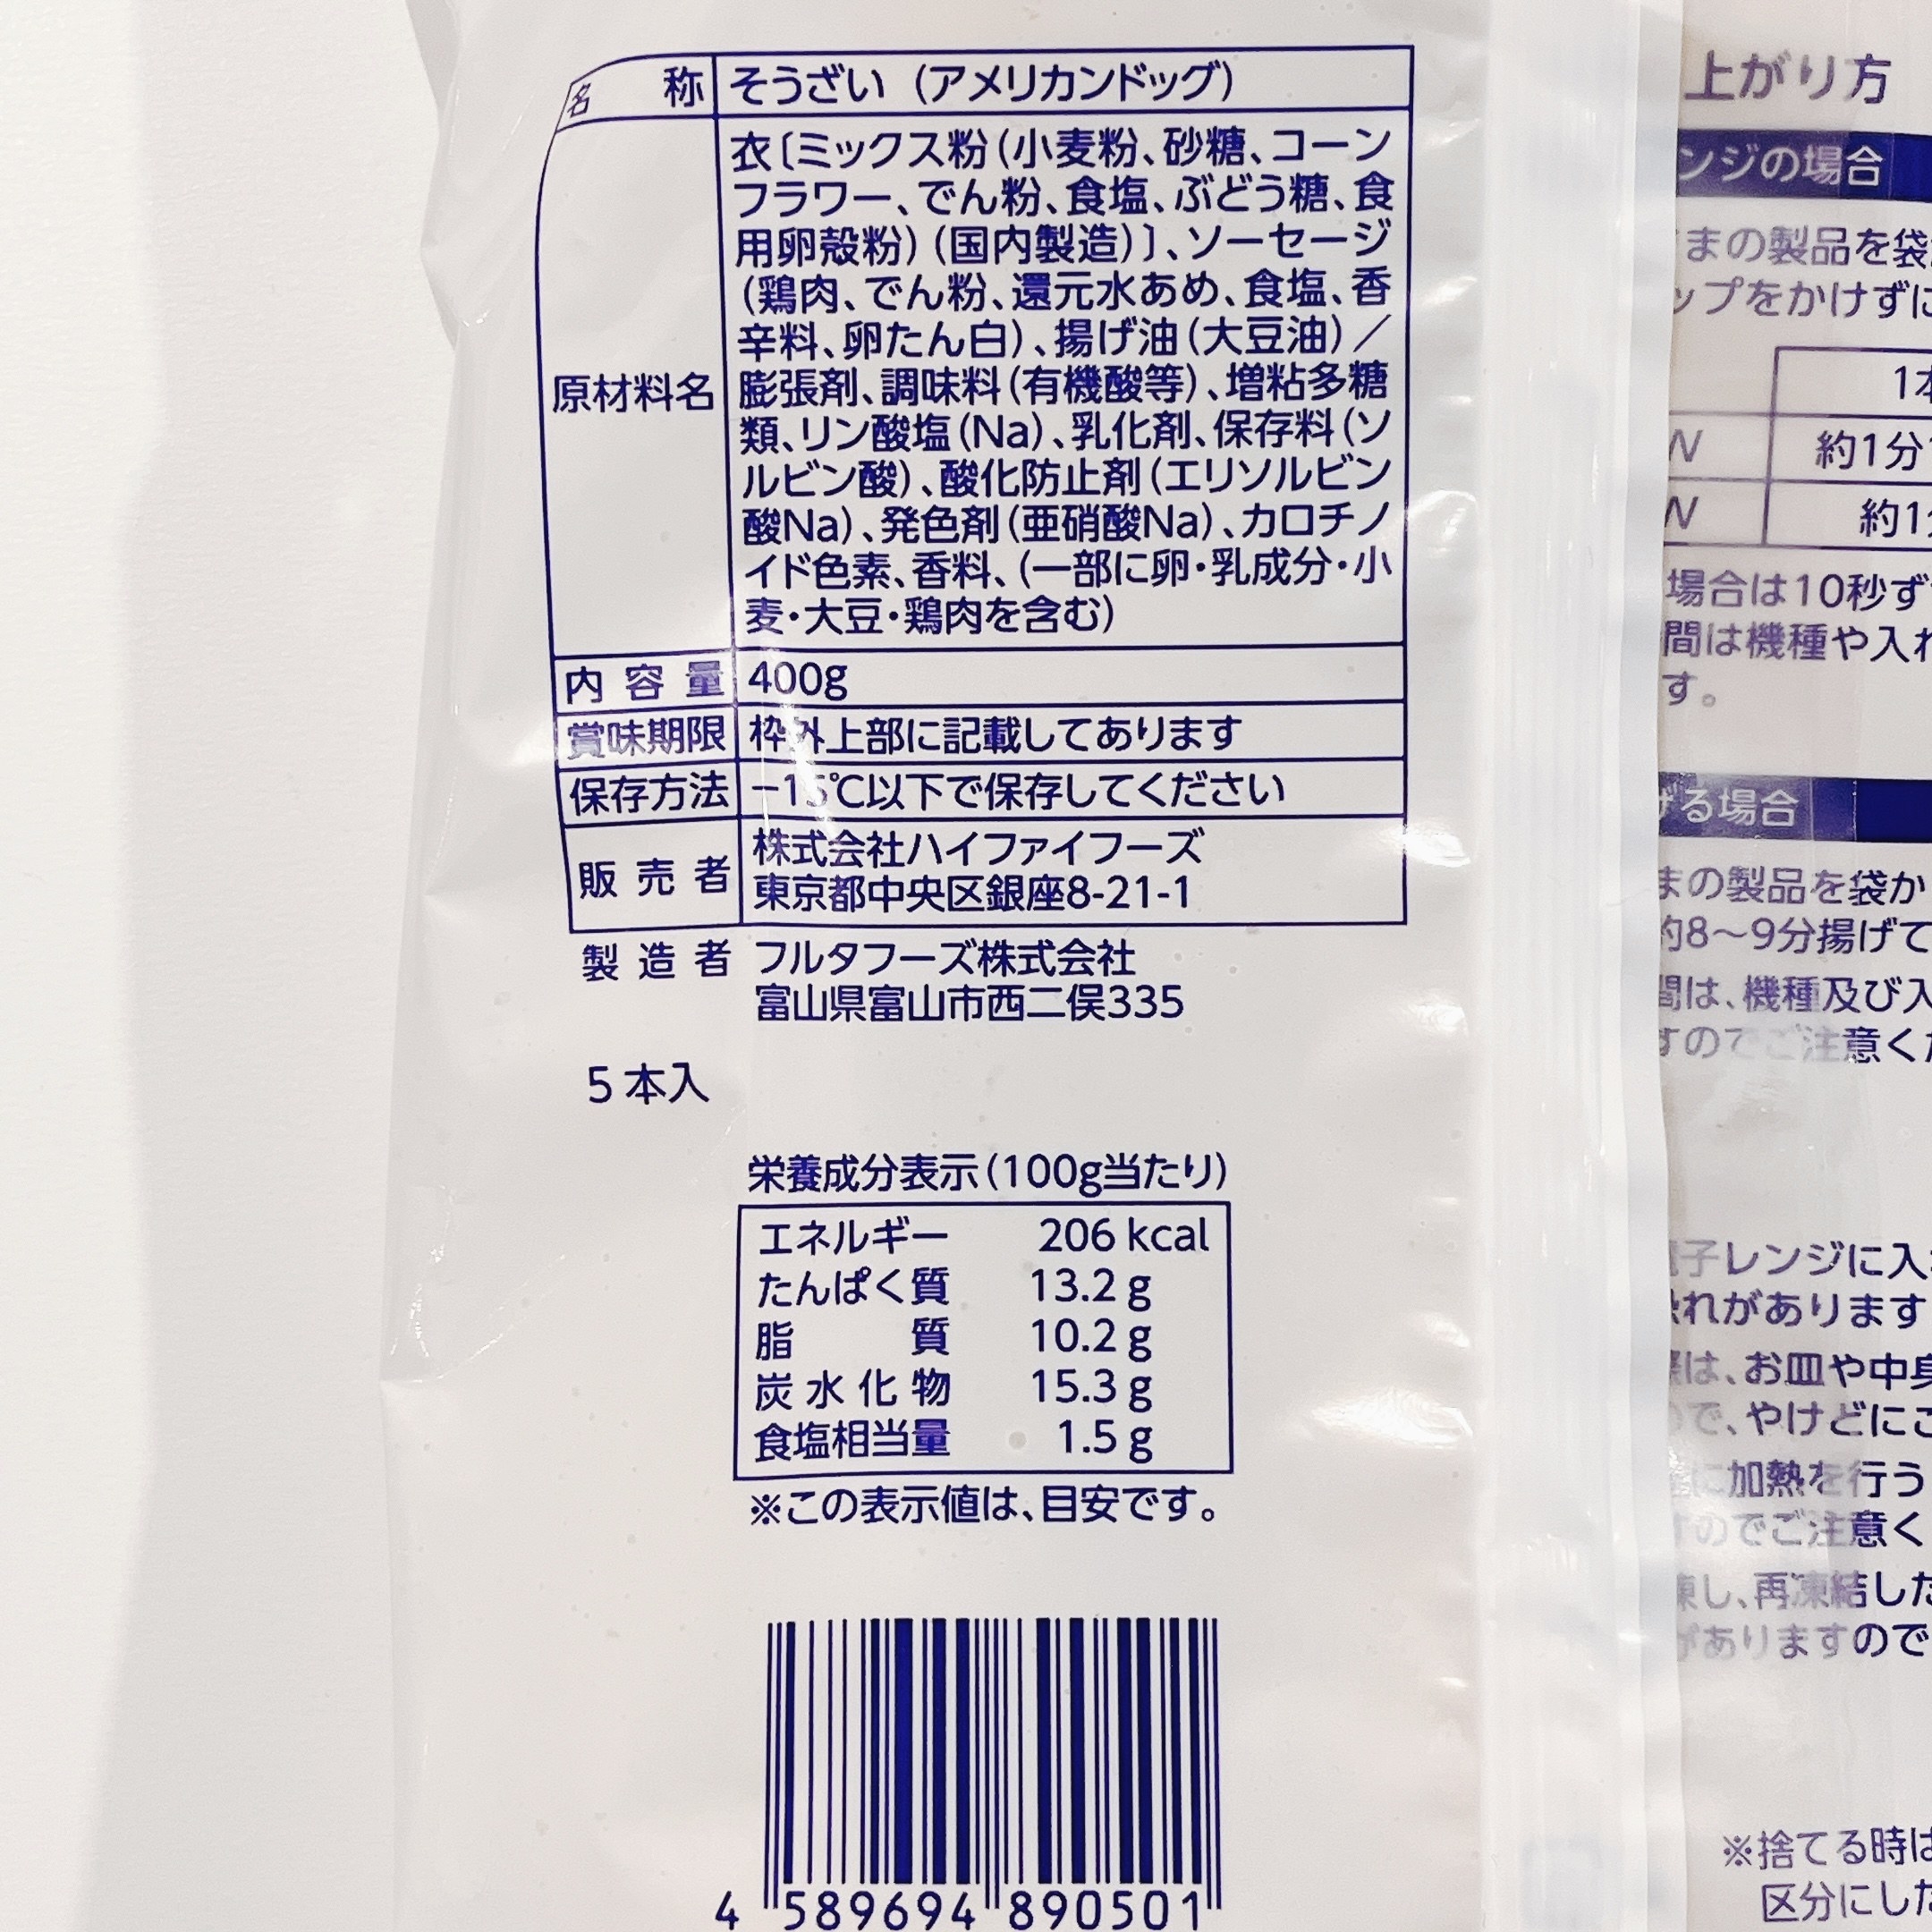 名 称 そうざい（アメリカンドッグ）
原材料名
衣〔ミックス粉（小麦粉、砂糖、コーン
フラワー、でん粉、食塩、ぶどう糖、食
用卵殻粉）（国内製造）〕、ソーセージ
（鶏肉、でん粉、還元水あめ、食塩、香
辛料、卵たん白）、揚げ油（大豆油）／
膨張剤、調味料（有機酸等）、増粘多糖
類、リン酸塩（Na）、乳化剤、保存料（ソ
ルビン酸）、酸化防止剤（エリソルビン
酸Na）、発色剤（亜硝酸Na）、カロチノ
イド色素、香料、（一部に卵・乳成分・小
麦・大豆・鶏肉を含む）
内容量 400g
賞味期限 枠外上部に記載してあります
保存方法 −15℃以下で保存してください
販売者
株式会社ハイファイフーズ
東京都中央区銀座8-21-1
製造者 フルタフーズ株式会社
富山県富山市西二俣335
5本入
栄養成分表示（100g当たり）
エネルギー 206 kcal
たんぱく質 13.2 g
脂質 10.2 g
炭水化物 15.3 g
食塩相当量 1.5 g
※この表示値は、目安です。
4 589694 890501
上がり方
ンジの場合
まの製品を袋
ップをかけずに
1本
W 約1分
W 約1
場合は10秒ず
間は機種や入れ
す。
る場合
まの製品を袋か
約8〜9分揚げて
間は、機種及び入
すのでご注意くだ
子レンジに入
れがあります
は、お皿や中身
で、やけどにご
に加熱を行う
のでご注意く
凍し、再凍結した
がありますので
※捨てる時は
区分にした